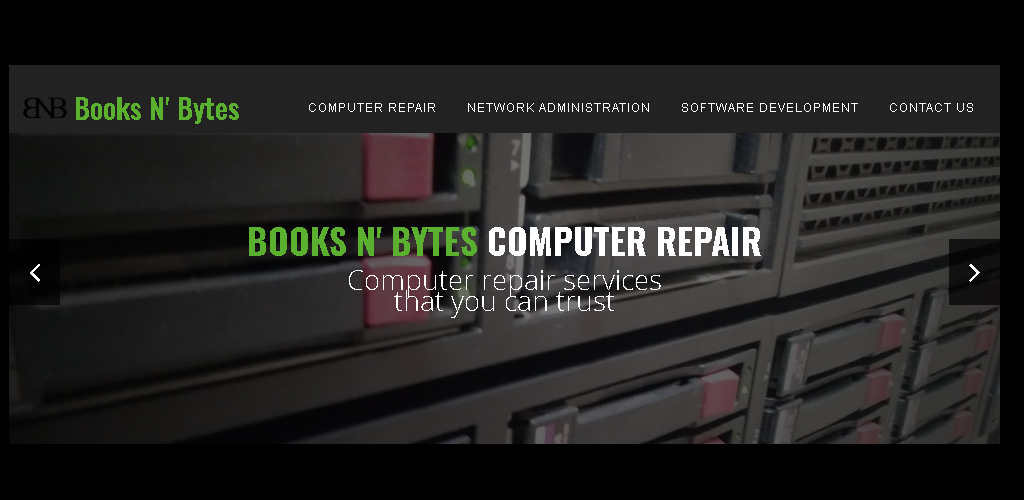 BNB Books N' Bytes
COMPUTER REPAIR NETWORK ADMINISTRATION SOFTWARE DEVELOPMENT CONTACT US
BOOKS N' BYTES COMPUTER REPAIR
Computer repair services
that you can trust